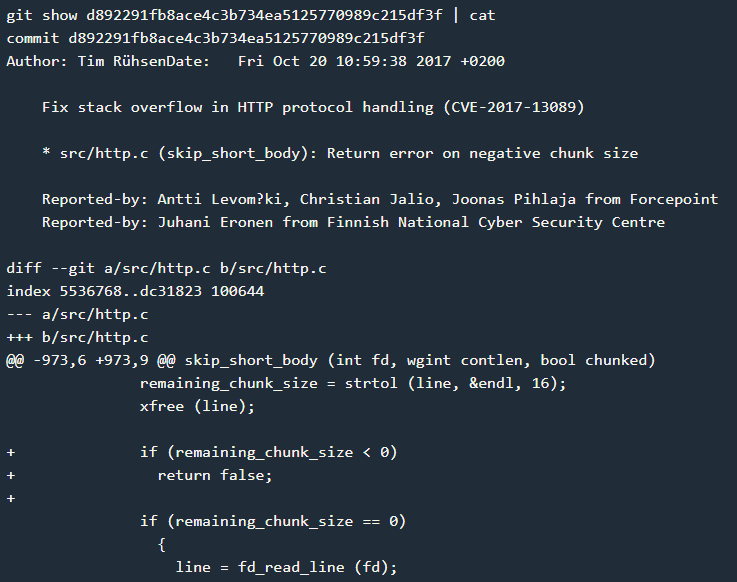 git show d892291fb8ace4c3b734ea5125770989c215df3f | cat
commit d892291fb8ace4c3b734ea5125770989c215df3f
Author: Tim RühsenDate:   Fri Oct 20 10:59:38 2017 +0200
    Fix stack overflow in HTTP protocol handling (CVE-2017-13089)
    * src/http.c (skip_short_body): Return error on negative chunk size
    Reported-by: Antti Levom?ki, Christian Jalio, Joonas Pihlaja from Forcepoint
    Reported-by: Juhani Eronen from Finnish National Cyber Security Centre
diff --git a/src/http.c b/src/http.c
index 5536768..dc31823 100644
--- a/src/http.c
+++ b/src/http.c
@@ -973,6 +973,9 @@ skip_short_body (int fd, wgint contlen, bool chunked)
               remaining_chunk_size = strtol (line, &endl, 16);
               xfree (line);
+              if (remaining_chunk_size < 0)
+                return false;
+
               if (remaining_chunk_size == 0)
                 {
                   line = fd_read_line (fd);